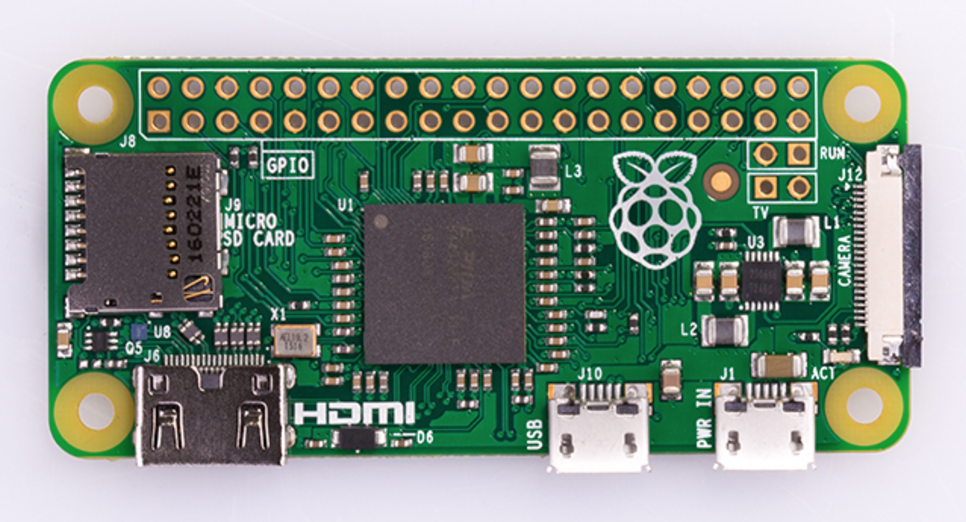 J8
GPIO
RUN
J12
L3
J9
MICRO
SD CARD
160221E
U1
TV
L1
U3
CAMERA
X1
L2
U8
Q5
J6
HDMI
D6
J10
USB
J1
PWR IN
ACT